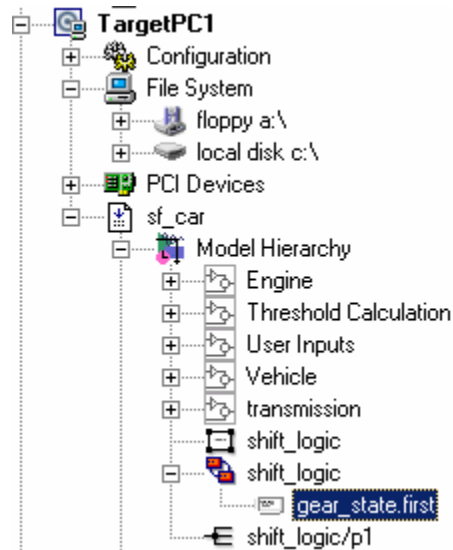 TargetPC1
Configuration
File System
floppy a:\
local disk c:\
PCI Devices
sf_car
Model Hierarchy
Engine
Threshold Calculation
User Inputs
Vehicle
transmission
shift_logic
shift_logic
gear_state.first
shift_logic/p1